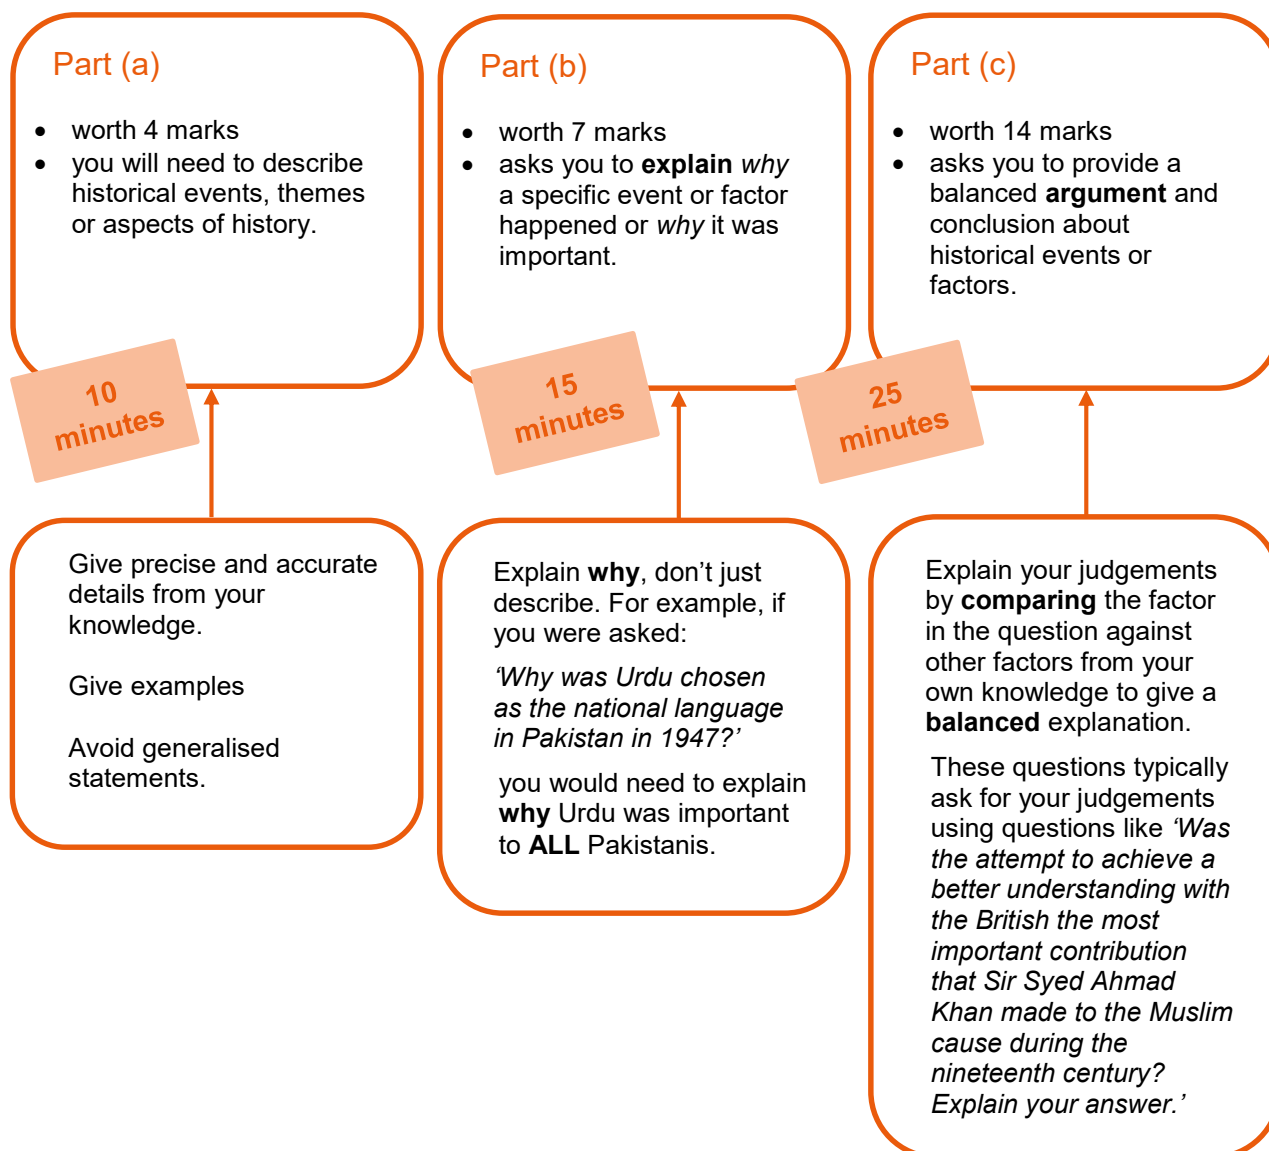 Part (a)
• worth 4 marks
• you will need to describe
historical events, themes
or aspects of history.
10
minutes
Give precise and accurate
details from your
knowledge.
Give examples
Avoid generalised
statements.
Part (b)
• worth 7 marks
• asks you to explain why
a specific event or factor
happened or why it was
important.
15
minutes
Explain why, don’t just
describe. For example, if
you were asked:
‘Why was Urdu chosen
as the national language
in Pakistan in 1947?’
you would need to explain
why Urdu was important
to ALL Pakistanis.
Part (c)
• worth 14 marks
• asks you to provide a
balanced argument and
conclusion about
historical events or
factors.
25
minutes
Explain your judgements
by comparing the factor
in the question against
other factors from your
own knowledge to give a
balanced explanation.
These questions typically
ask for your judgements
using questions like ‘Was
the attempt to achieve a
better understanding with
the British the most
important contribution
that Sir Syed Ahmad
Khan made to the Muslim
cause during the
nineteenth century?
Explain your answer.’